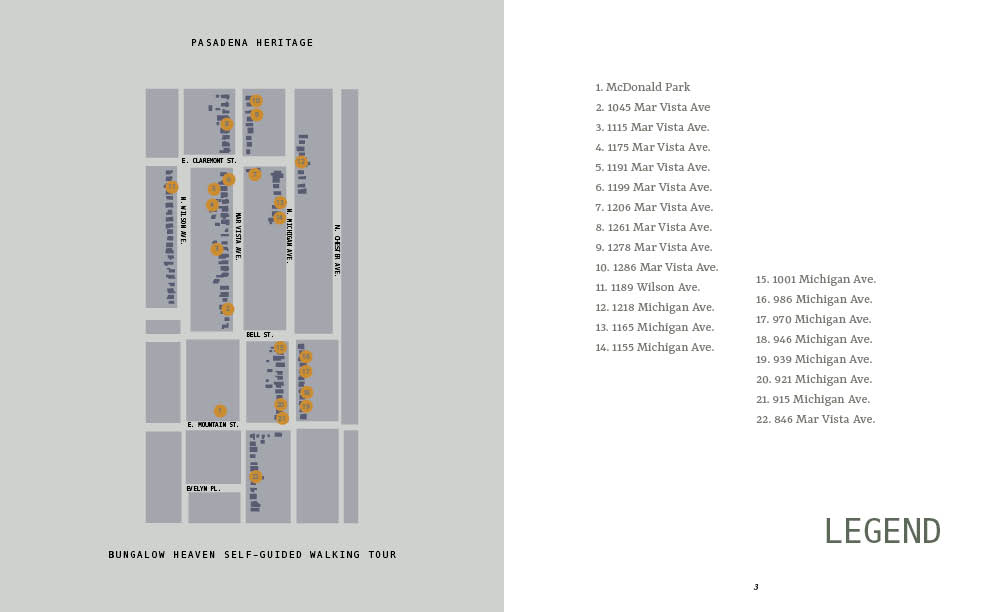 PASADENA HERITAGE
E. CLAREMONT ST.
N. WILSON AVE.
MAR VISTA AVE.
N. MICHIGAN AVE.
N. CHESTER AVE.
BELL ST.
E. MOUNTAIN ST.
EVELYN PL.
BUNGALOW HEAVEN SELF-GUIDED WALKING TOUR
1. McDonald Park
2. 1045 Mar Vista Ave
3. 1115 Mar Vista Ave.
4. 1175 Mar Vista Ave.
5. 1191 Mar Vista Ave.
6. 1199 Mar Vista Ave.
7. 1206 Mar Vista Ave.
8. 1261 Mar Vista Ave.
9. 1278 Mar Vista Ave.
10. 1286 Mar Vista Ave.
11. 1189 Wilson Ave.
12. 1218 Michigan Ave.
13. 1165 Michigan Ave.
14. 1155 Michigan Ave.
15. 1001 Michigan Ave.
16. 986 Michigan Ave.
17. 970 Michigan Ave.
18. 946 Michigan Ave.
19. 939 Michigan Ave.
20. 921 Michigan Ave.
21. 915 Michigan Ave.
22. 846 Mar Vista Ave.
LEGEND
3